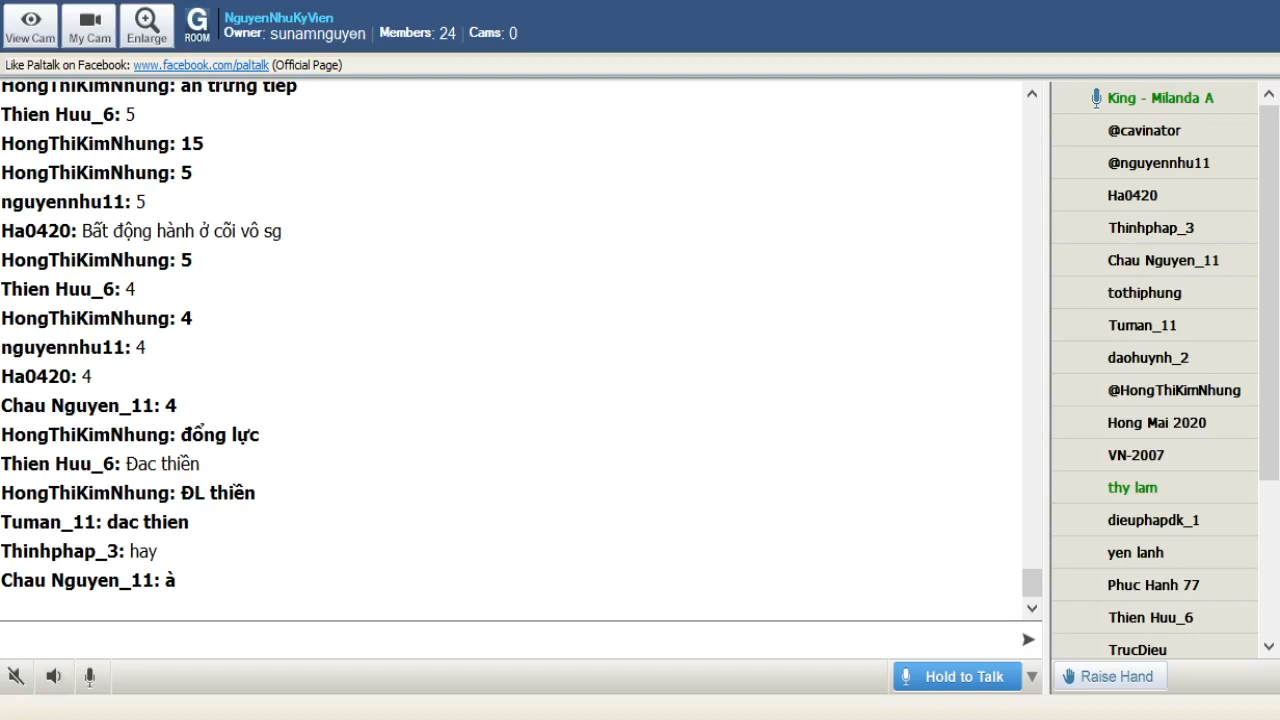 NguyenNhuKyVien
Owner: sunamnguyen Members: 24 Cams: 0
View Cam
My Cam
Enlarge
G ROOM
Like Paltalk on Facebook: www.facebook.com/paltalk (Official Page)
HongThiKimNhung: an trưng tiep
Thien Huu_6: 5
HongThiKimNhung: 15
HongThiKimNhung: 5
nguyennhu11: 5
Ha0420: Bất động hành ở cõi vô sg
HongThiKimNhung: 5
Thien Huu_6: 4
HongThiKimNhung: 4
nguyennhu11: 4
Ha0420: 4
Chau Nguyen_11: 4
HongThiKimNhung: đổng lực
Thien Huu_6: Đac thiền
HongThiKimNhung: ĐL thiền
Tuman_11: dac thien
Thinhphap_3: hay
Chau Nguyen_11: à
King - Milanda A
@cavinator
@nguyennhu11
Ha0420
Thinhphap_3
Chau Nguyen_11
tothiphung
Tuman_11
daohuynh_2
@HongThiKimNhung
Hong Mai 2020
VN-2007
thy lam
dieuphapdk_1
yen lanh
Phuc Hanh 77
Thien Huu_6
TrucDieu
Hold to Talk
Raise Hand